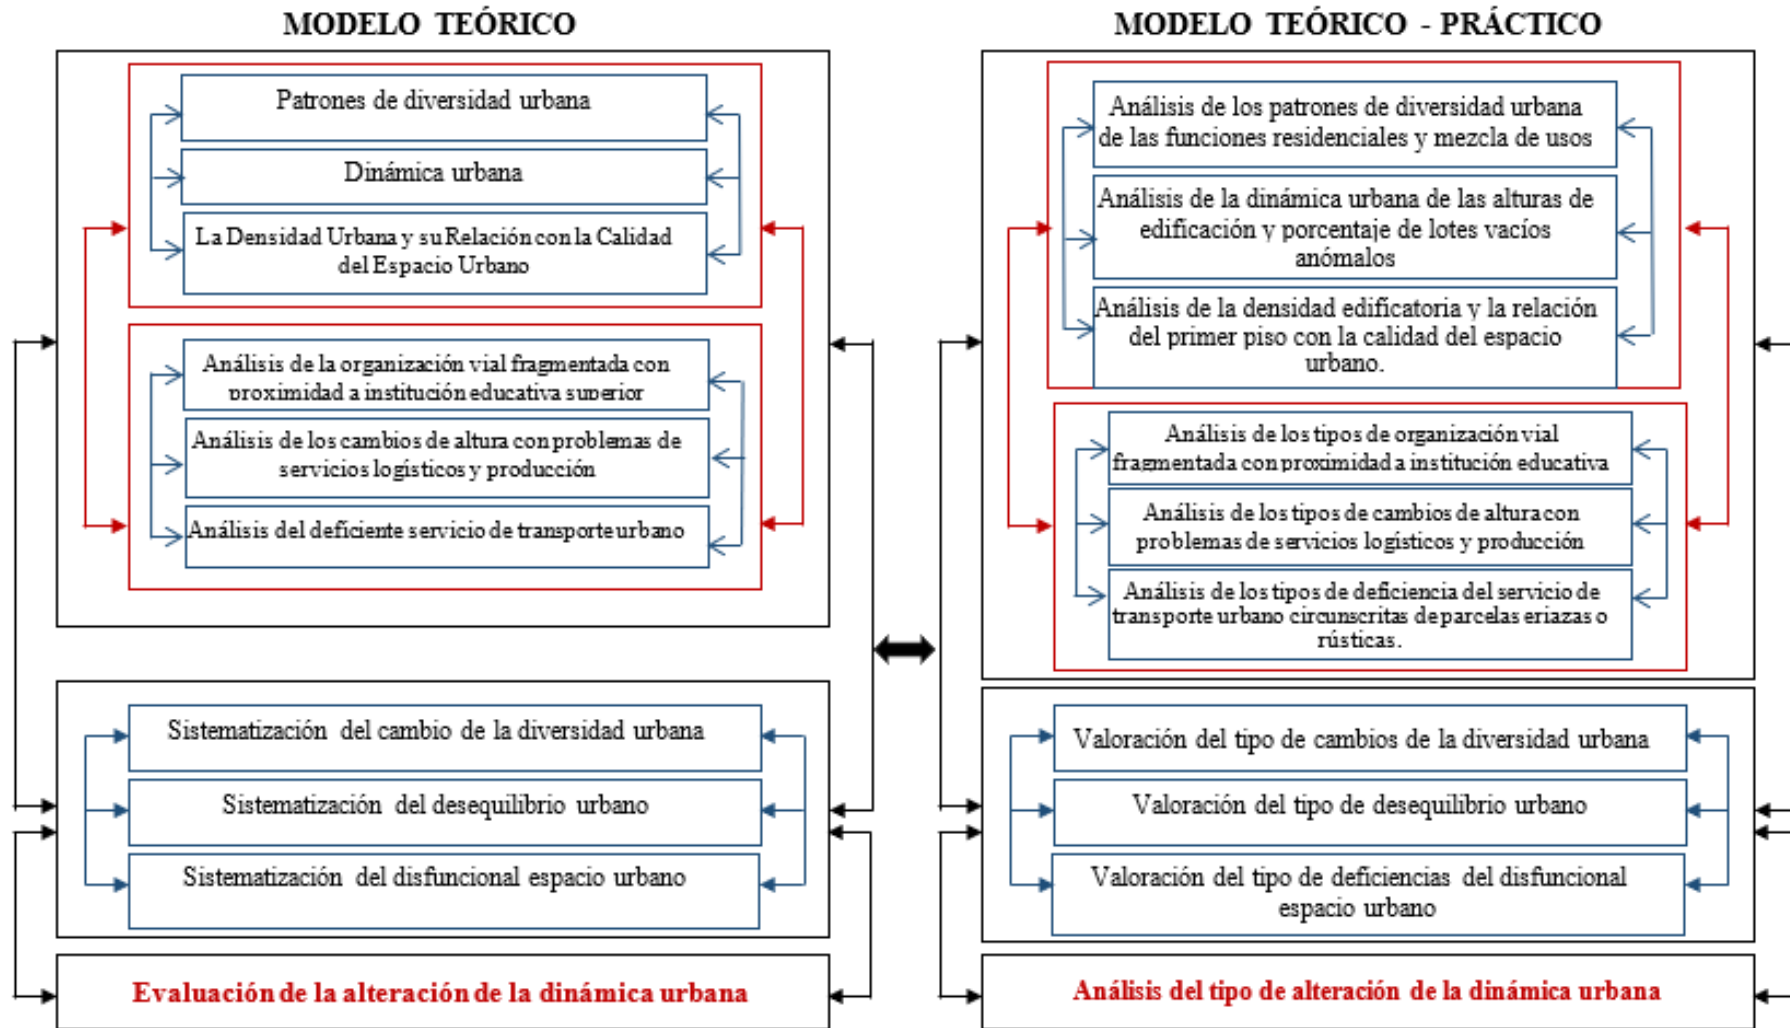 MODELO TEÓRICO
Patrones de diversidad urbana
Dinámica urbana
La Densidad Urbana y su Relación con la Calidad
del Espacio Urbano
Análisis de la organización vial fragmentada con
proximidad a institución educativa superior
Análisis de los cambios de altura con problemas de
servicios logísticos y producción
Análisis del deficiente servicio de transporte urbano
Sistematización del cambio de la diversidad urbana
Sistematización del desequilibrio urbano
Sistematización del disfuncional espacio urbano
Evaluación de la alteración de la dinámica urbana
MODELO TEÓRICO - PRÁCTICO
Análisis de los patrones de diversidad urbana
de las funciones residenciales y mezcla de usos
Análisis de la dinámica urbana de las alturas de
edificación y porcentaje de lotes vacíos
anómalos
Análisis de la densidad edificatoria y la relación
del primer piso con la calidad del espacio
urbano.
Análisis de los tipos de organización vial
fragmentada con proximidad a institución educativa
Análisis de los tipos de cambios de altura con
problemas de servicios logísticos y producción
Análisis de los tipos de deficiencia del servicio de
transporte urbano circunscritas de parcelas eriazas o
rústicas.
Valoración del tipo de cambios de la diversidad urbana
Valoración del tipo de desequilibrio urbano
Valoración del tipo de deficiencias del disfuncional
espacio urbano
Análisis del tipo de alteración de la dinámica urbana